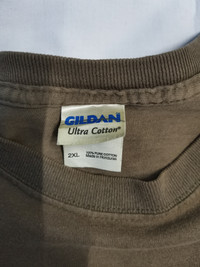 GILDAN
Ultra Cotton®
2XL
100% PURE COTTON
MADE IN HONDURAS